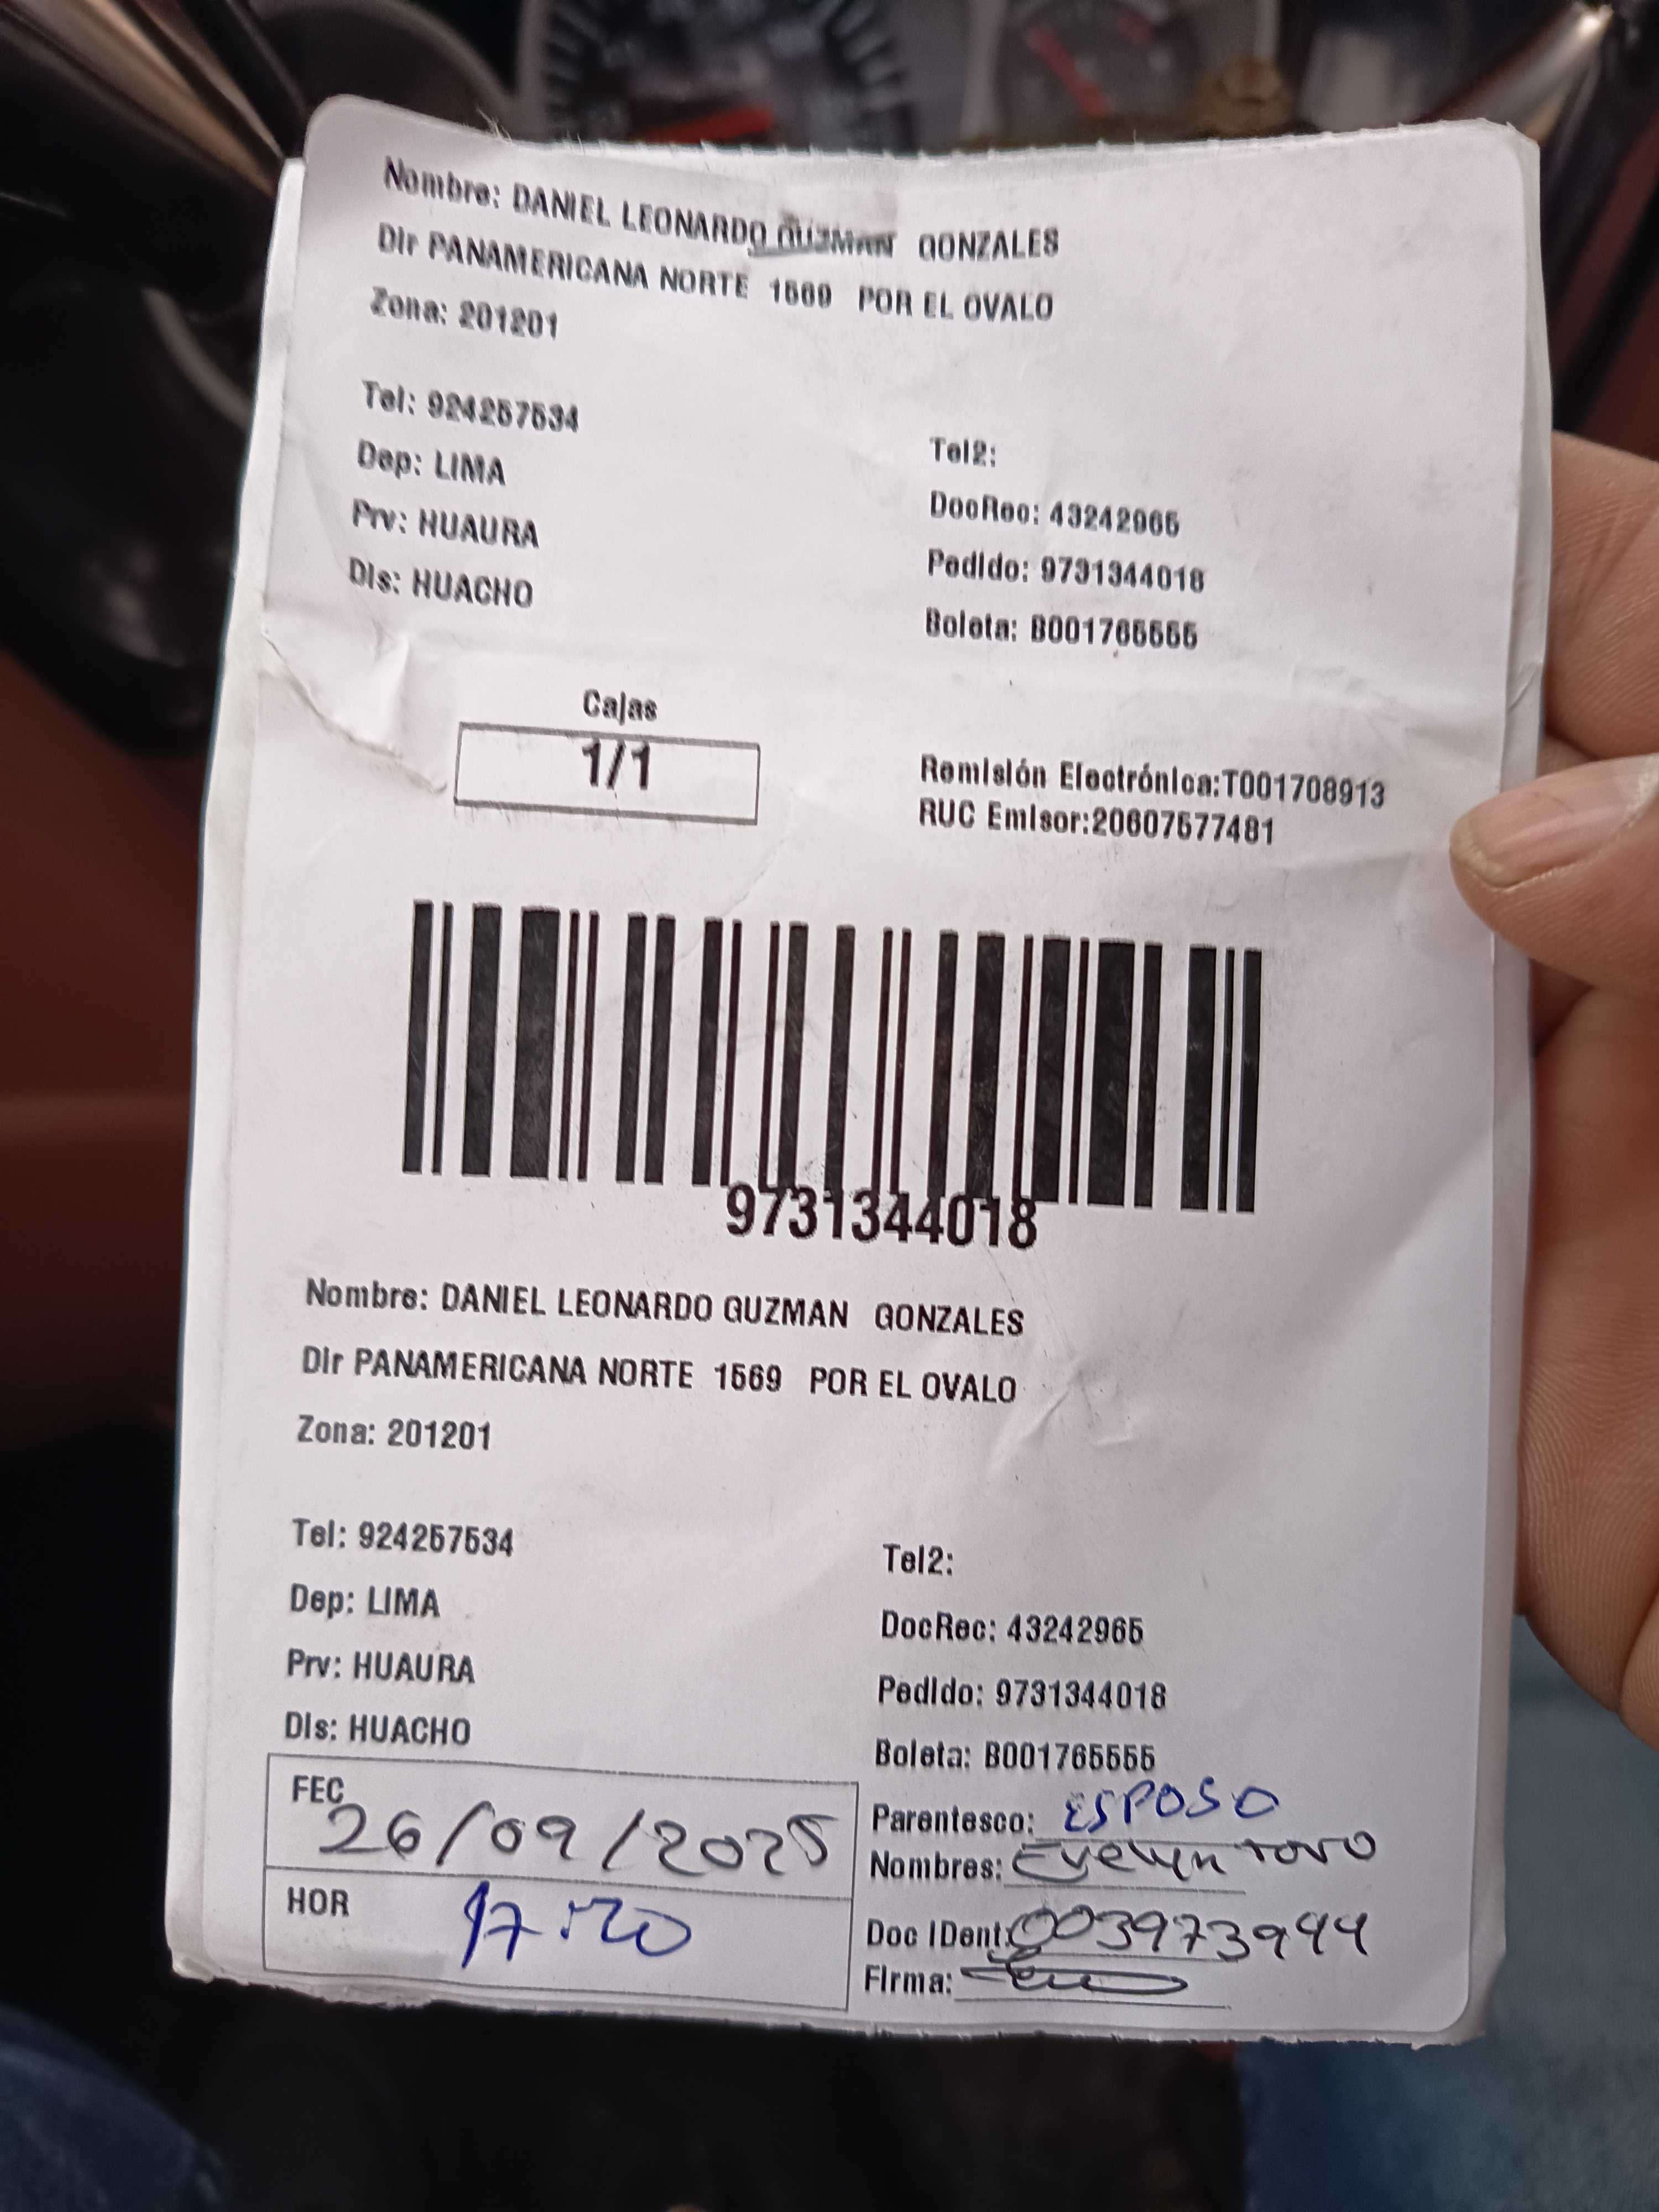 Nombre: DANIEL LEONARDO GUZMAN GONZALES
Dir PANAMERICANA NORTE 1569 POR EL OVALO
Zona: 201201
Tel: 924257534
Tel2:
Dep: LIMA
DocRec: 43242965
Prv: HUAURA
Pedido: 9731344018
Dis: HUACHO
Boleta: B001765555
Cajas
1/1
Remisión Electrónica:T001708913
RUC Emisor:20607577481
9731344018
Nombre: DANIEL LEONARDO GUZMAN GONZALES
Dir PANAMERICANA NORTE 1569 POR EL OVALO
Zona: 201201
Tel: 924257534
Tel2:
Dep: LIMA
DocRec: 43242965
Prv: HUAURA
Pedido: 9731344018
Dis: HUACHO
Boleta: B001765555
FEC 26/09/2025
Parentesco: ESPOSO
Nombres: Evelyn Toro
HOR 17:20
Doc IDent: 003973944
Firma: